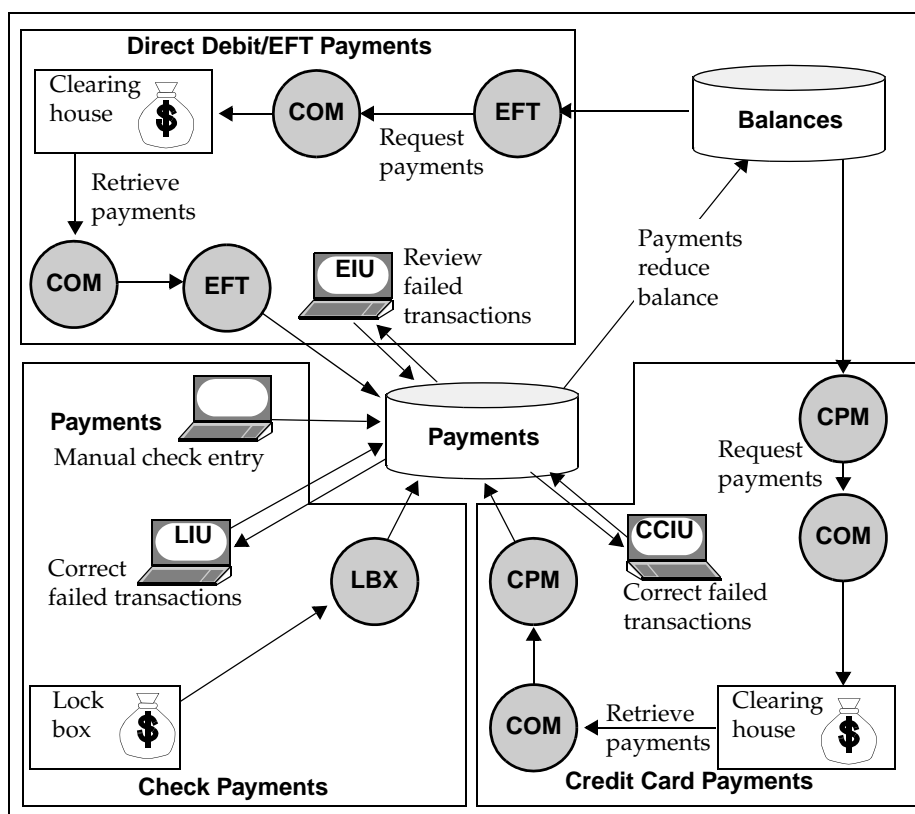 Direct Debit/EFT Payments
Clearing
house
$
COM
EFT
Request
payments
Balances
Retrieve
payments
COM
EFT
EIU
Review
failed
transactions
Payments
reduce
balance
Payments
Manual check entry
Payments
CPM
Request
payments
COM
LIU
Correct
failed transactions
LBX
CPM
CCIU
Correct failed
transactions
Lock
box
$
Check Payments
COM
Retrieve
payments
Clearing
house
$
Credit Card Payments